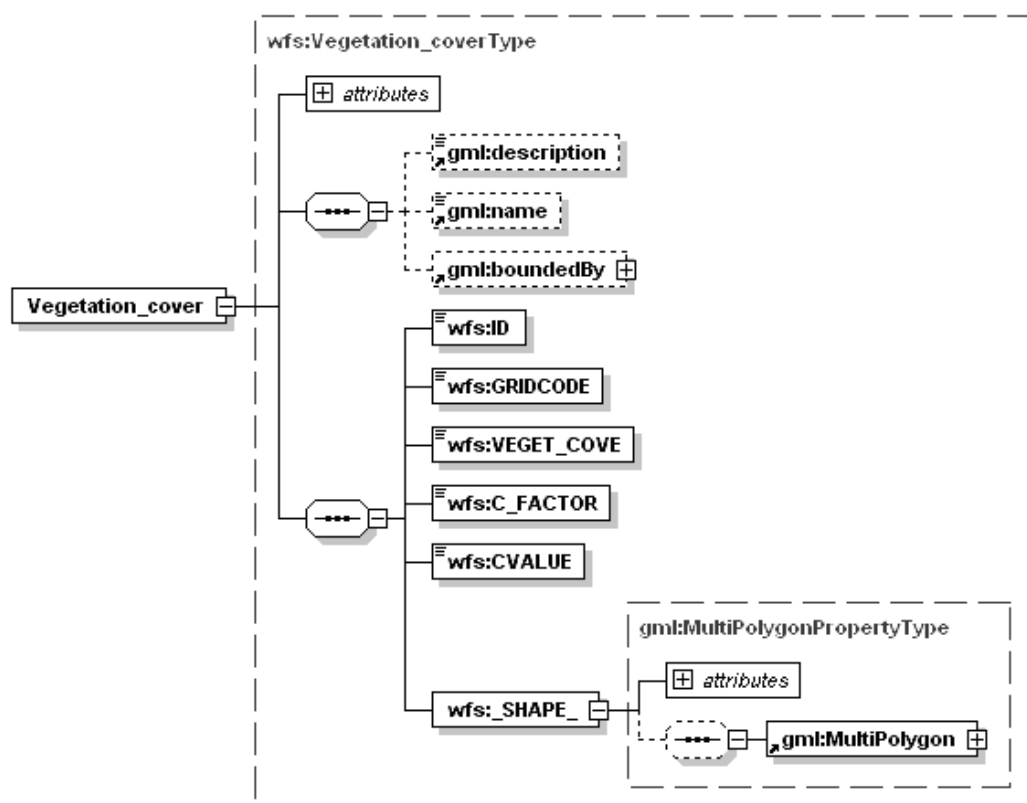 wfs:Vegetation_coverType
attributes
gml:description
gml:name
gml:boundedBy
Vegetation_cover
wfs:ID
wfs:GRIDCODE
wfs:VEGET_COVE
wfs:C_FACTOR
wfs:CVALUE
gml:MultiPolygonPropertyType
attributes
wfs:_SHAPE_
gml:MultiPolygon